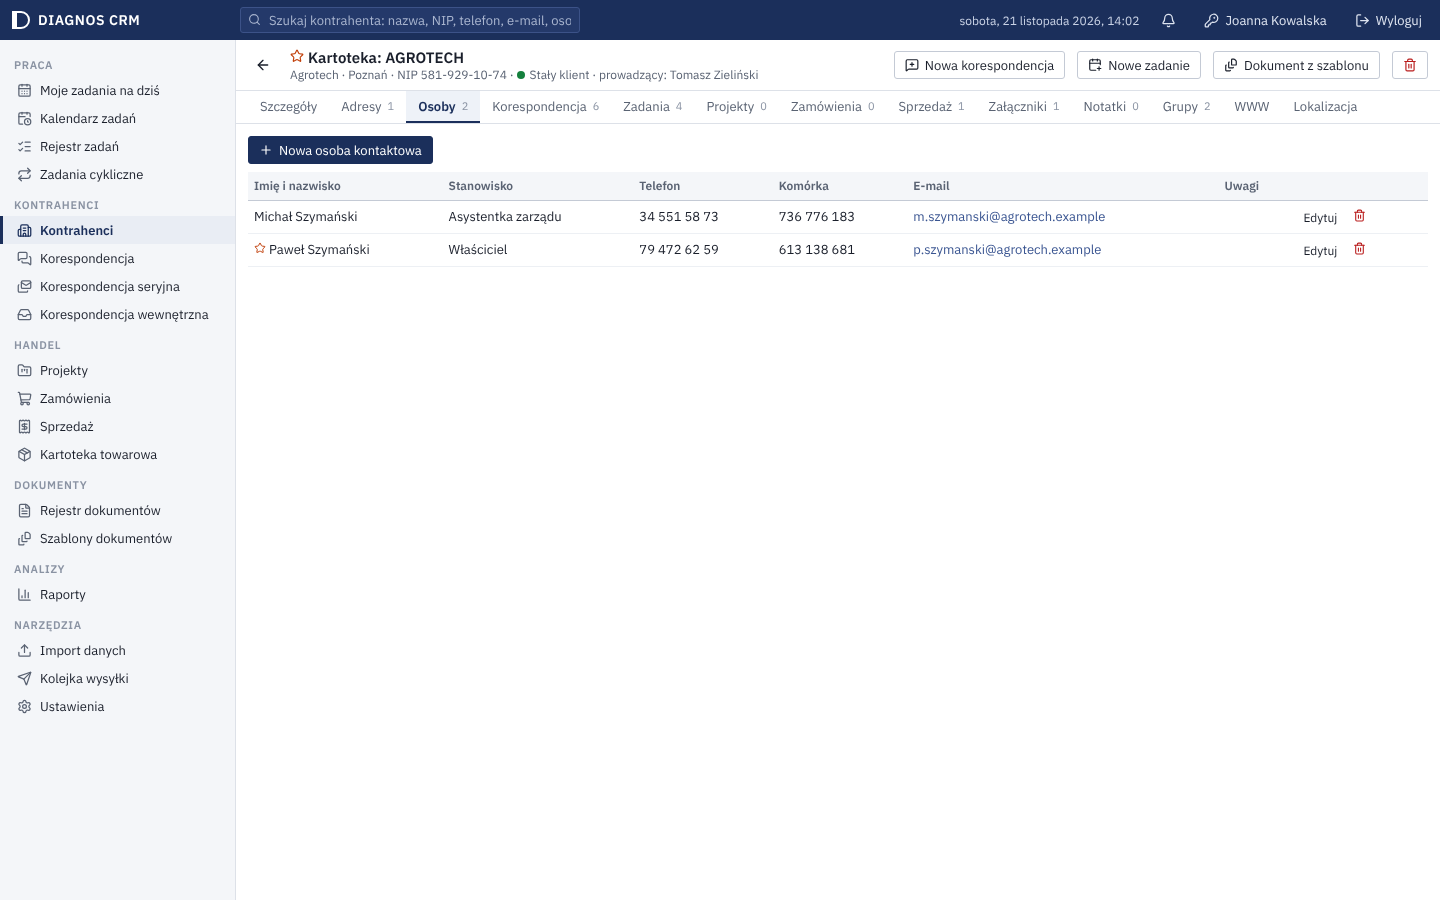 DIAGNOS CRM
Szukaj kontrahenta: nazwa, NIP, telefon, e-mail, oso
sobota, 21 listopada 2026, 14:02
Joanna Kowalska
Wyloguj
PRACA
Moje zadania na dziś
Kalendarz zadań
Rejestr zadań
Zadania cykliczne
KONTRAHENCI
Kontrahenci
Korespondencja
Korespondencja seryjna
Korespondencja wewnętrzna
HANDEL
Projekty
Zamówienia
Sprzedaż
Kartoteka towarowa
DOKUMENTY
Rejestr dokumentów
Szablony dokumentów
ANALIZY
Raporty
NARZĘDZIA
Import danych
Kolejka wysyłki
Ustawienia
Kartoteka: AGROTECH
Agrotech · Poznań · NIP 581-929-10-74 · Stały klient · prowadzący: Tomasz Zieliński
Nowa korespondencja
Nowe zadanie
Dokument z szablonu
Szczegóły
Adresy 1
Osoby 2
Korespondencja 6
Zadania 4
Projekty 0
Zamówienia 0
Sprzedaż 1
Załączniki 1
Notatki 0
Grupy 2
WWW
Lokalizacja
Nowa osoba kontaktowa
Imię i nazwisko Stanowisko Telefon Komórka E-mail Uwagi
Michał Szymański Asystentka zarządu 34 551 58 73 736 776 183 m.szymanski@agrotech.example Edytuj
Paweł Szymański Właściciel 79 472 62 59 613 138 681 p.szymanski@agrotech.example Edytuj